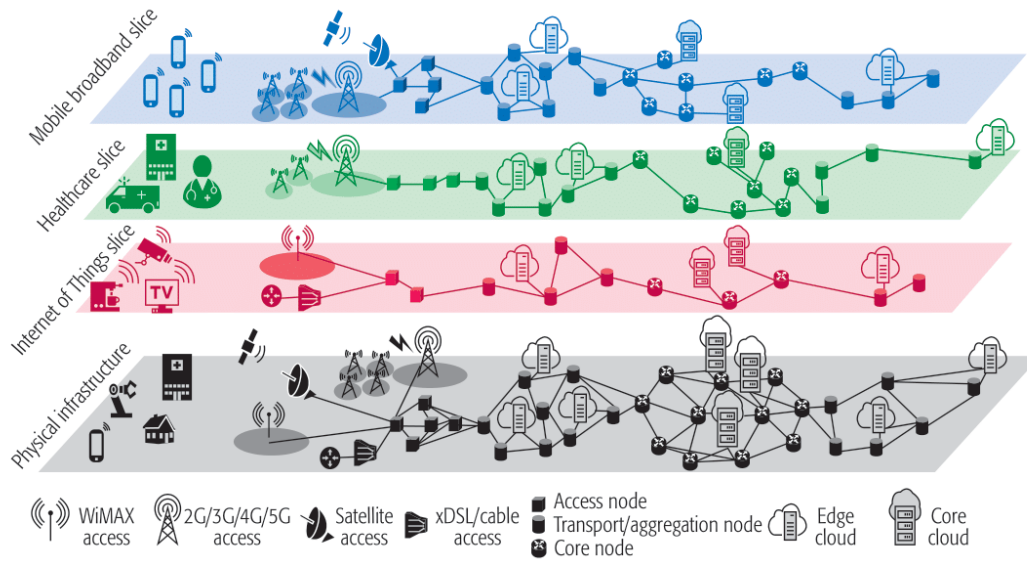 Mobile broadband slice
Healthcare slice
Internet of Things slice
TV
Physical infrastructure
WiMAX
access
2G/3G/4G/5G
access
Satellite
access
xDSL/cable
access
Access node
Transport/aggregation node
Core node
Edge
cloud
Core
cloud